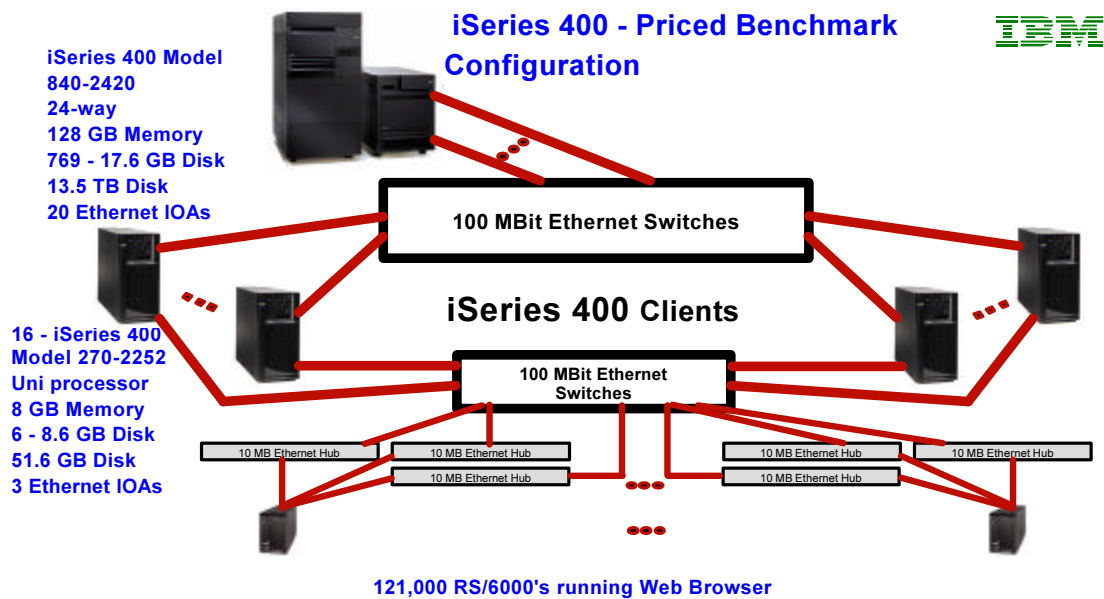 iSeries 400 - Priced Benchmark
Configuration
IBM
iSeries 400 Model
840-2420
24-way
128 GB Memory
769 - 17.6 GB Disk
13.5 TB Disk
20 Ethernet IOAs
100 MBit Ethernet Switches
iSeries 400 Clients
16 - iSeries 400
Model 270-2252
Uni processor
8 GB Memory
6 - 8.6 GB Disk
51.6 GB Disk
3 Ethernet IOAs
100 MBit Ethernet
Switches
10 MB Ethernet Hub
10 MB Ethernet Hub
10 MB Ethernet Hub
10 MB Ethernet Hub
10 MB Ethernet Hub
10 MB Ethernet Hub
121,000 RS/6000's running Web Browser